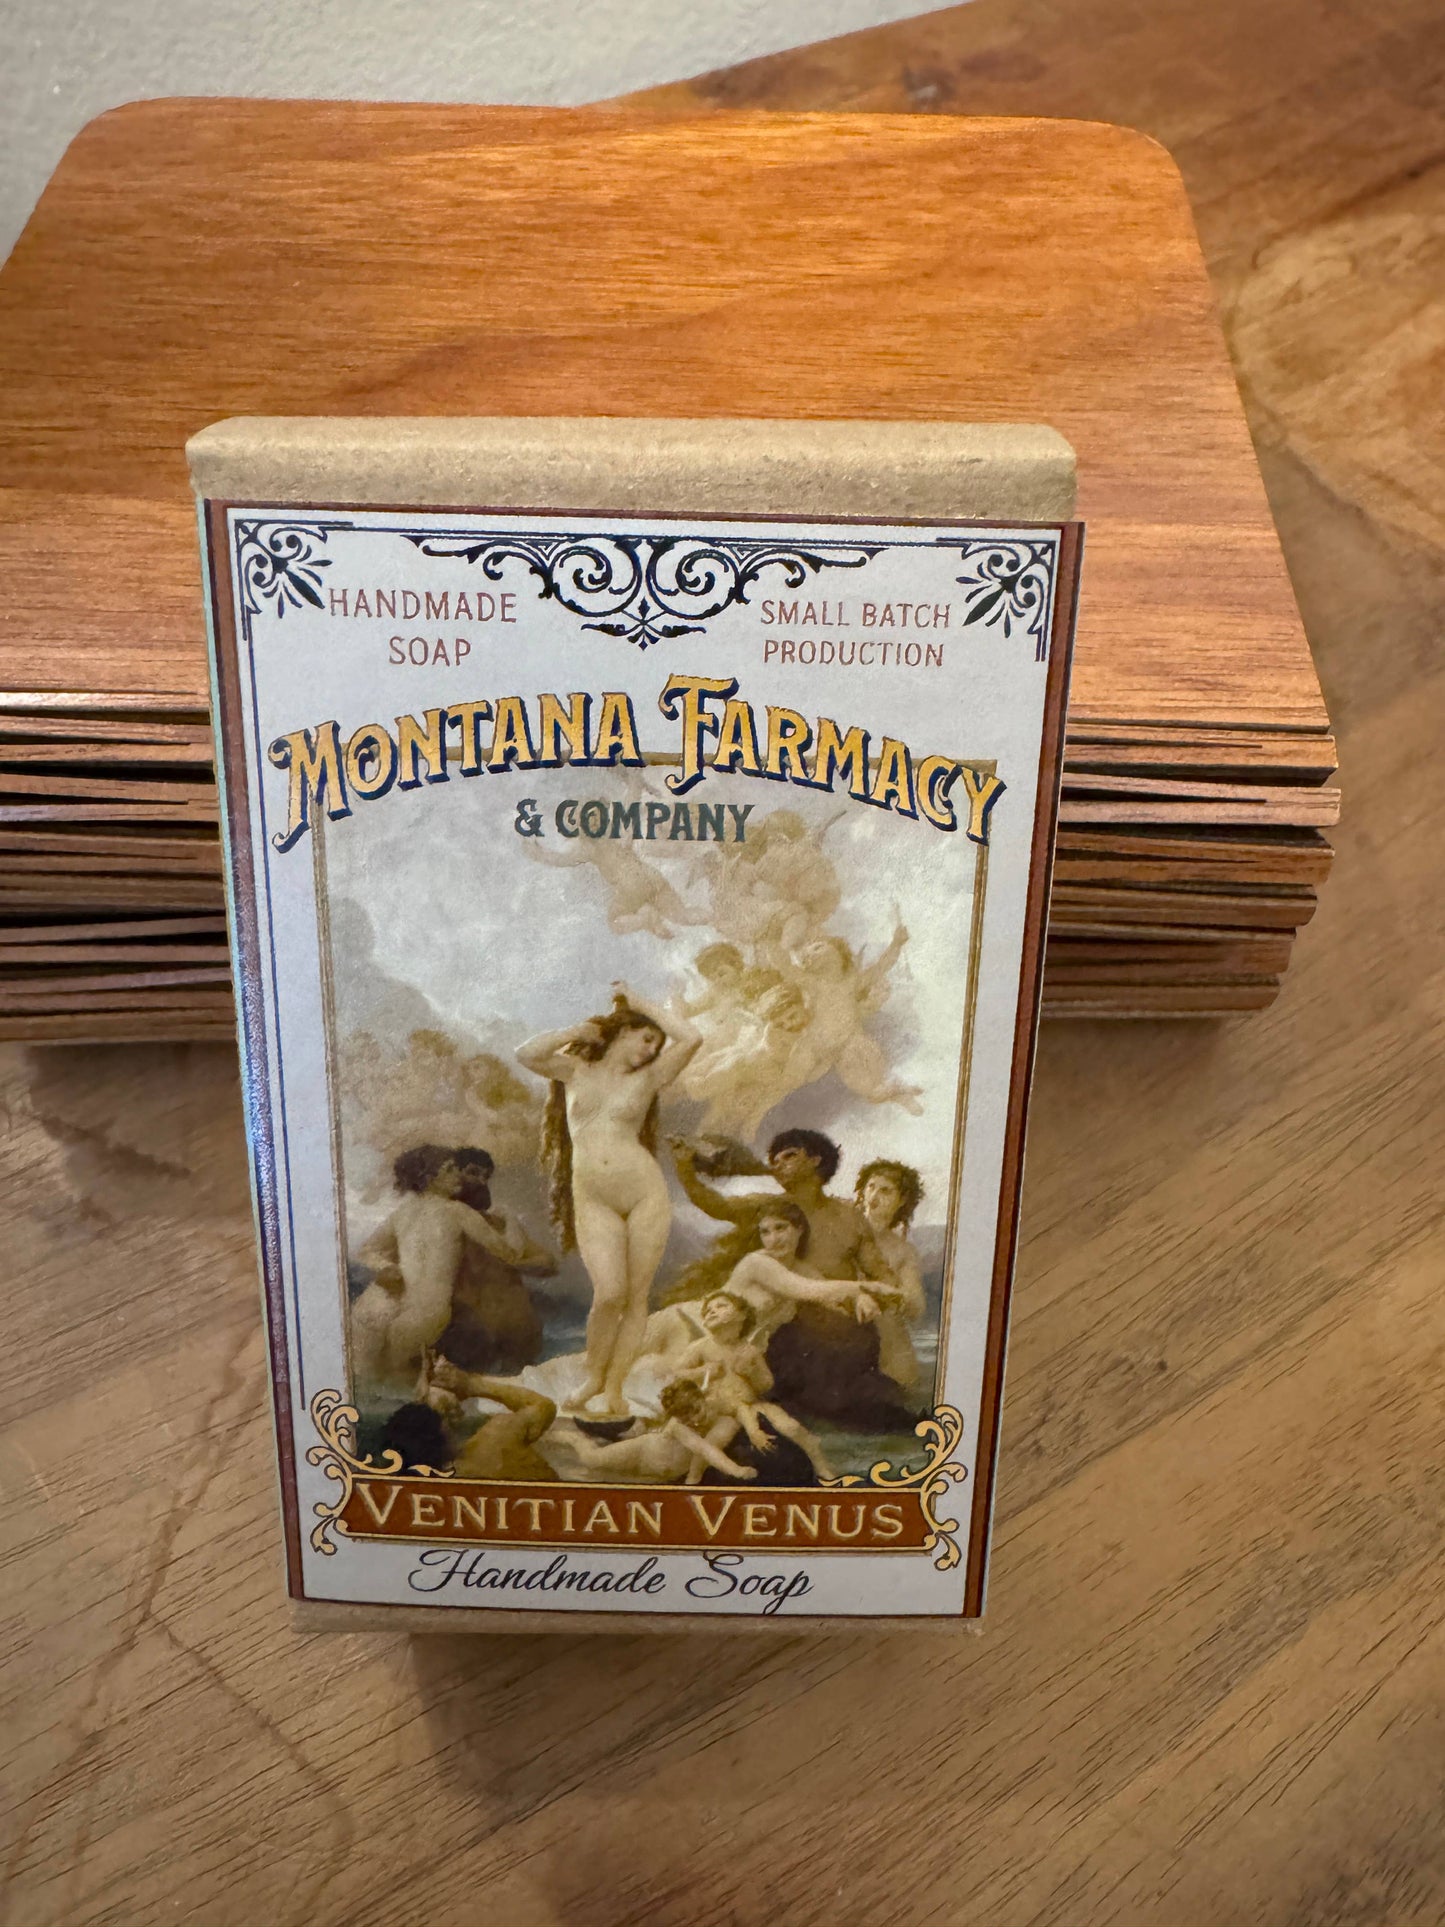 HANDMADE
SOAP
SMALL BATCH
PRODUCTION
MONTANA FARMACY
& COMPANY
VENITIAN VENUS
Handmade Soap